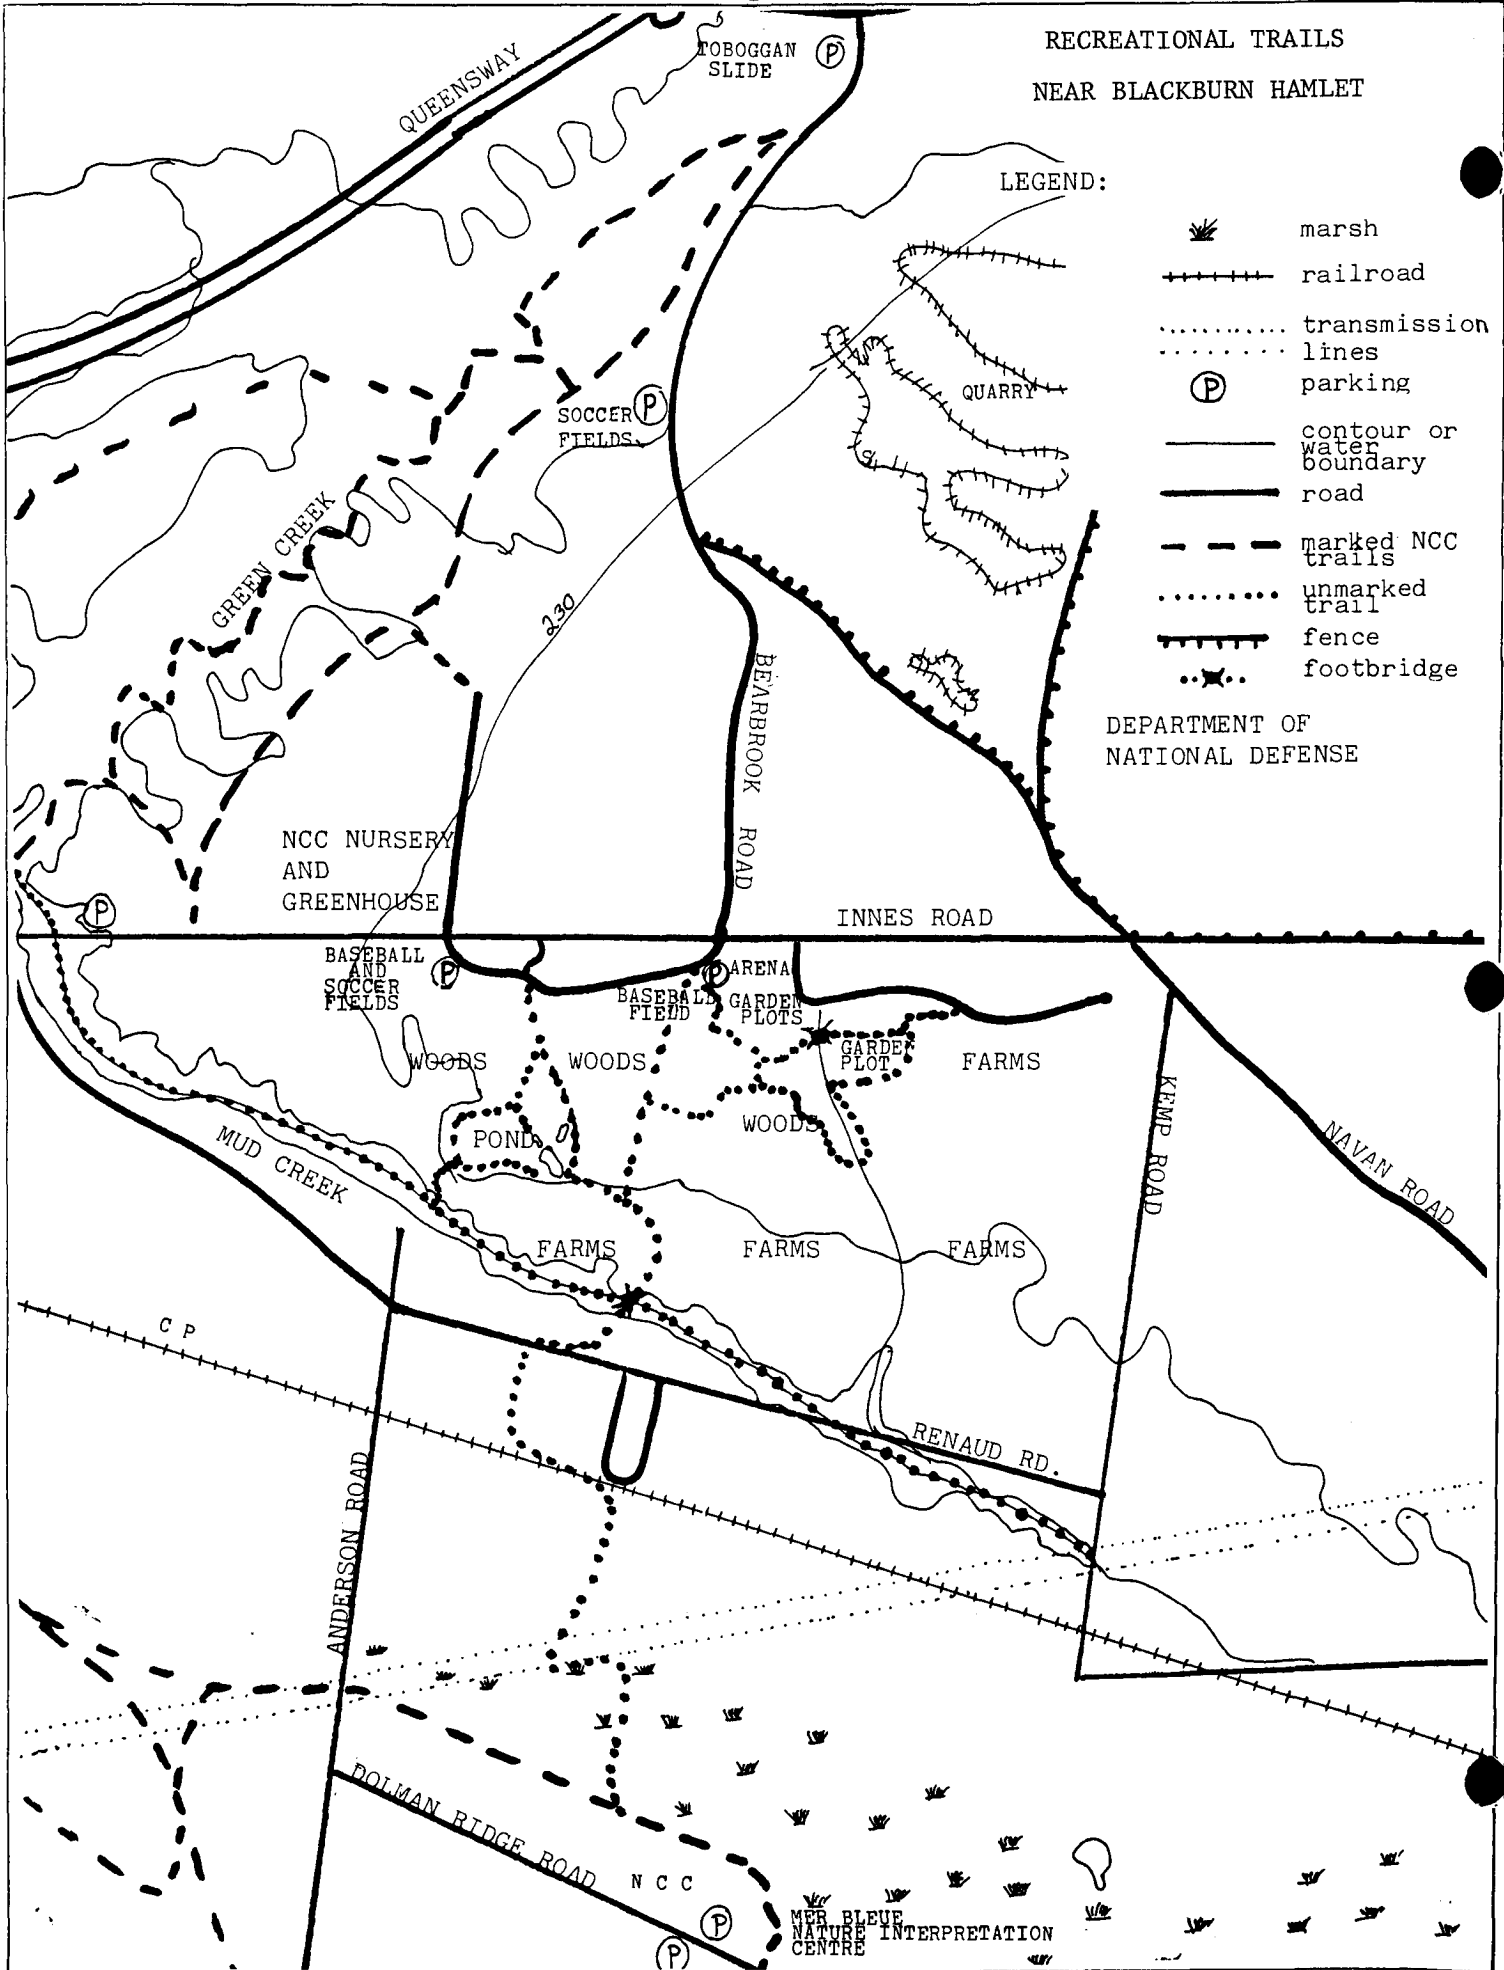 RECREATIONAL TRAILS
NEAR BLACKBURN HAMLET
TOBOGGAN
SLIDE
P
QUEENSWAY
LEGEND:
marsh
railroad
transmission
lines
P
parking
contour or
water
boundary
road
marked NCC
trails
unmarked
trail
fence
footbridge
QUARRY
SOCCER
FIELDS
P
GREEN CREEK
230
BEARBROOK ROAD
DEPARTMENT OF
NATIONAL DEFENSE
NCC NURSERY
AND
GREENHOUSE
P
INNES ROAD
BASEBALL
AND
SOCCER
FIELDS
P
P
ARENA
BASEBALL
FIELD
GARDEN
PLOTS
WOODS
WOODS
GARDEN
PLOT
FARMS
WOODS
POND
KEMP ROAD
NAVAN ROAD
MUD CREEK
FARMS
FARMS
FARMS
C P
RENAUD RD.
ANDERSON ROAD
DOLMAN RIDGE ROAD
N C C
P
P
MER BLEUE
NATURE INTERPRETATION
CENTRE